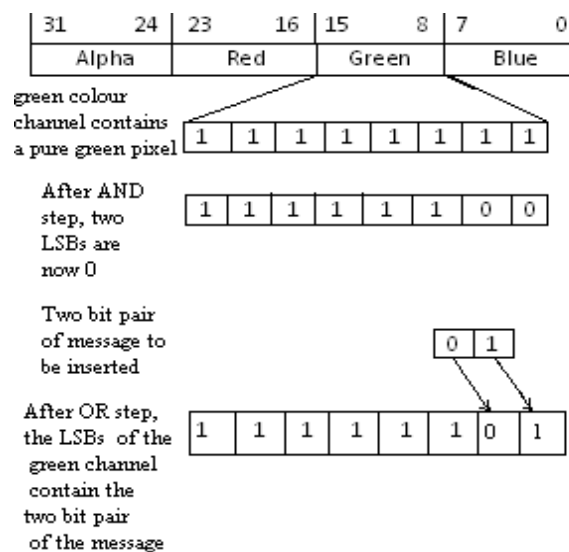 31 24 23 16 15 8 7 0
Alpha Red Green Blue
green colour
channel contains
a pure green pixel
1 1 1 1 1 1 1 1
After AND
step, two
LSBs are
now 0
1 1 1 1 1 1 0 0
Two bit pair
of message to
be inserted
0 1
After OR step,
the LSBs of the
green channel
contain the
two bit pair
of the message
1 1 1 1 1 1 0 1